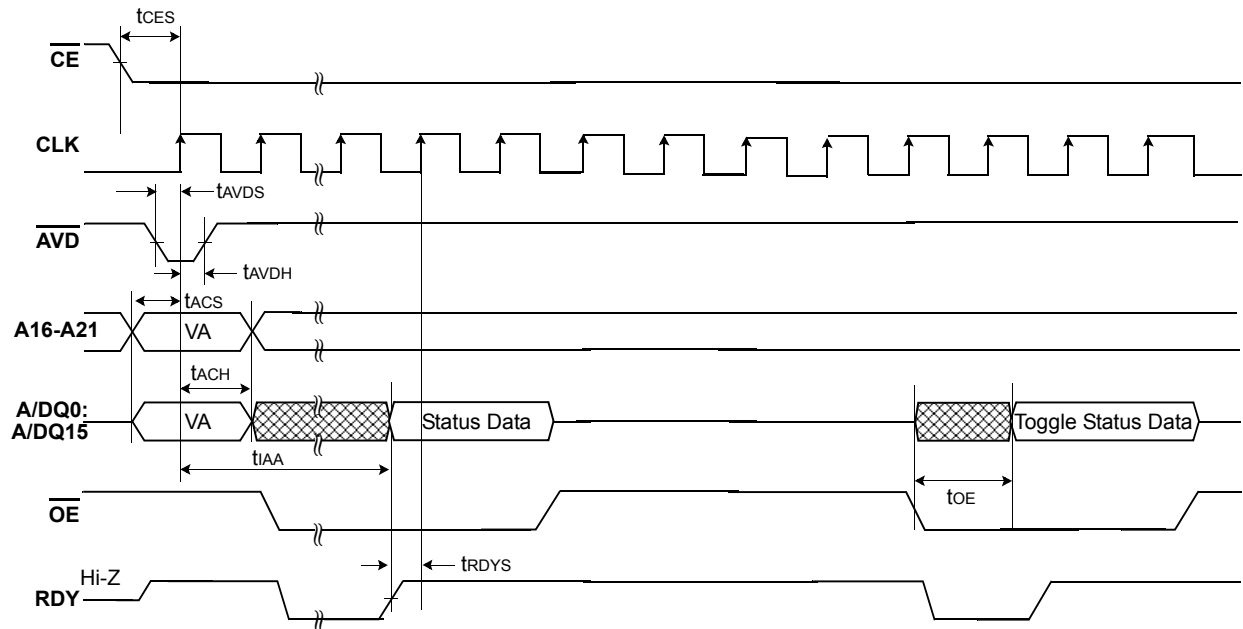 tCES
CE
CLK
tAVDS
AVD
tAVDH
tACS
A16-A21
VA
tACH
A/DQ0:
A/DQ15
VA
Status Data
Toggle Status Data
tIAA
OE
tOE
tRDYS
Hi-Z
RDY